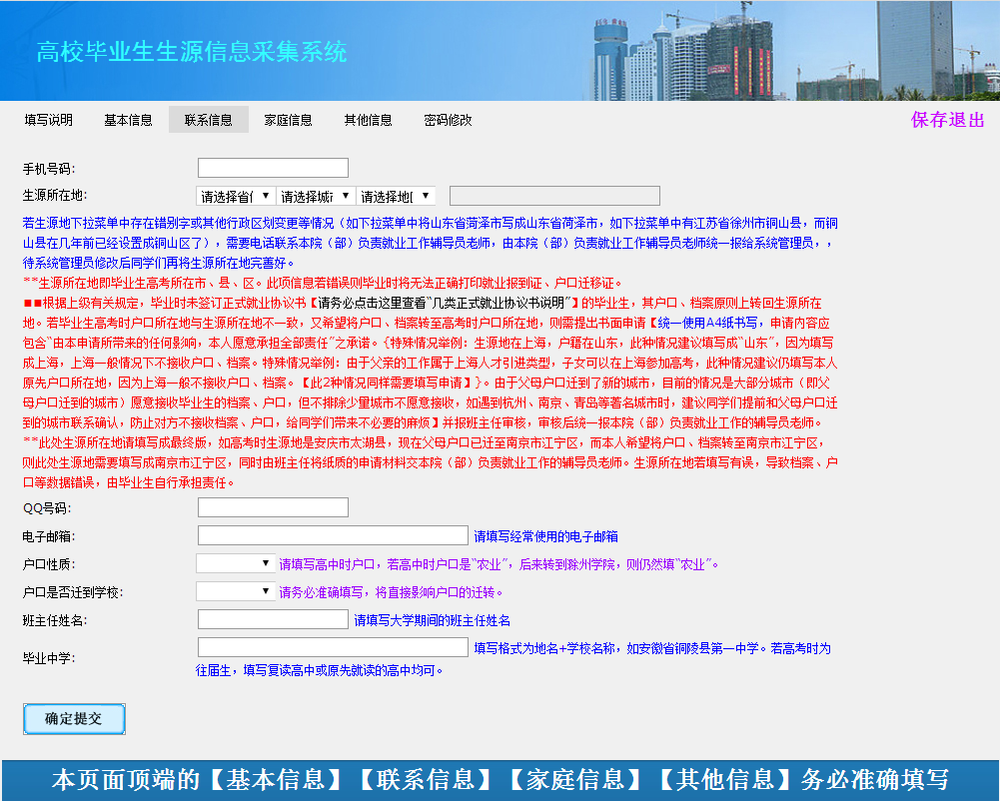 高校毕业生生源信息采集系统
填写说明 基本信息 联系信息 家庭信息 其他信息 密码修改 保存退出
手机号码:
生源所在地: 请选择省份 请选择城市 请选择地区
若生源地下拉菜单中存在错别字或其他行政区划变更等情况（如下拉菜单中将山东省菏泽市写成山东省荷泽市，如下拉菜单中有江苏省徐州市铜山县，而铜
山县在几年前已经设置成铜山区了），需要电话联系本院（部）负责就业工作辅导员老师，由本院（部）负责就业工作辅导员老师统一报给系统管理员，，
待系统管理员修改后同学们再将生源所在地完善好。
**生源所在地即毕业生高考所在市、县、区。此项信息若错误则毕业时将无法正确打印就业报到证、户口迁移证。
■■根据上级有关规定，毕业时未签订正式就业协议书【请务必点击这里查看“几类正式就业协议书说明”】的毕业生，其户口、档案原则上转回生源所在
地。若毕业生高考时户口所在地与生源所在地不一致，又希望将户口、档案转至高考时户口所在地，则需提出书面申请【统一使用A4纸书写，申请内容应
包含“由本申请所带来的任何影响，本人愿意承担全部责任”之承诺。{特殊情况举例：生源地在上海，户籍在山东，此种情况建议填写成“山东”，因为填写
成上海，上海一般情况下不接收户口、档案。特殊情况举例：由于父亲的工作属于上海人才引进类型，子女可以在上海参加高考，此种情况建议仍填写本人
原先户口所在地，因为上海一般不接收户口、档案。【此2种情况同样需要填写申请】}。由于父母户口迁到了新的城市，目前的情况是大部分城市（即父
母户口迁到的城市）愿意接收毕业生的档案、户口，但不排除少量城市不愿意接收，如遇到杭州、南京、青岛等著名城市时，建议同学们提前和父母户口迁
到的城市联系确认，防止对方不接收档案、户口，给同学们带来不必要的麻烦】并报班主任审核，审核后统一报本院（部）负责就业工作的辅导员老师。
**此处生源所在地请填写成最终版，如高考时生源地是安庆市太湖县，现在父母户口已迁至南京市江宁区，而本人希望将户口、档案转至南京市江宁区，
则此处生源地需要填写成南京市江宁区，同时由班主任将纸质的申请材料交本院（部）负责就业工作的辅导员老师。生源所在地若填写有误，导致档案、户
口等数据错误，由毕业生自行承担责任。
QQ号码:
电子邮箱: 请填写经常使用的电子邮箱
户口性质: 请填写高中时户口，若高中时户口是“农业”，后来转到滁州学院，则仍然填“农业”。
户口是否迁到学校: 请务必准确填写，将直接影响户口的迁转。
班主任姓名: 请填写大学期间的班主任姓名
毕业中学: 填写格式为地名+学校名称，如安徽省铜陵县第一中学。若高考时为
往届生，填写复读高中或原先就读的高中均可。
确定提交
本页面顶端的【基本信息】【联系信息】【家庭信息】【其他信息】务必准确填写